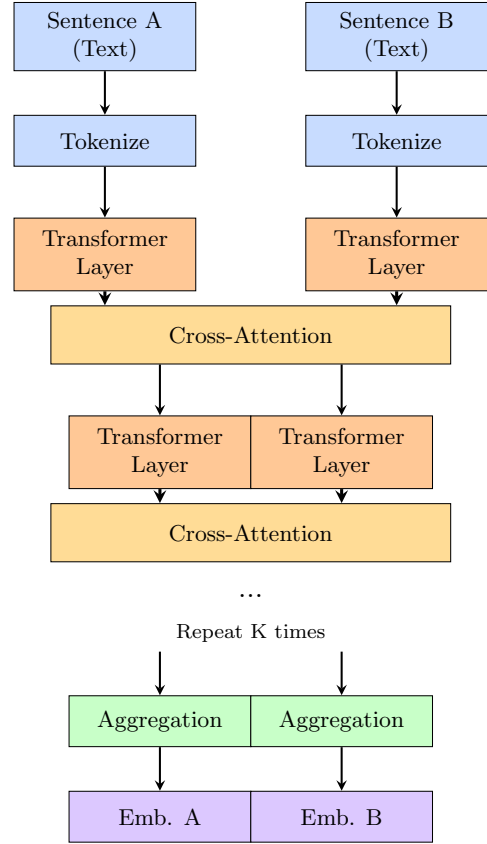 Sentence A
(Text)
Sentence B
(Text)
Tokenize
Tokenize
Transformer
Layer
Transformer
Layer
Cross-Attention
Transformer
Layer
Transformer
Layer
Cross-Attention
...
Repeat K times
Aggregation
Aggregation
Emb. A
Emb. B